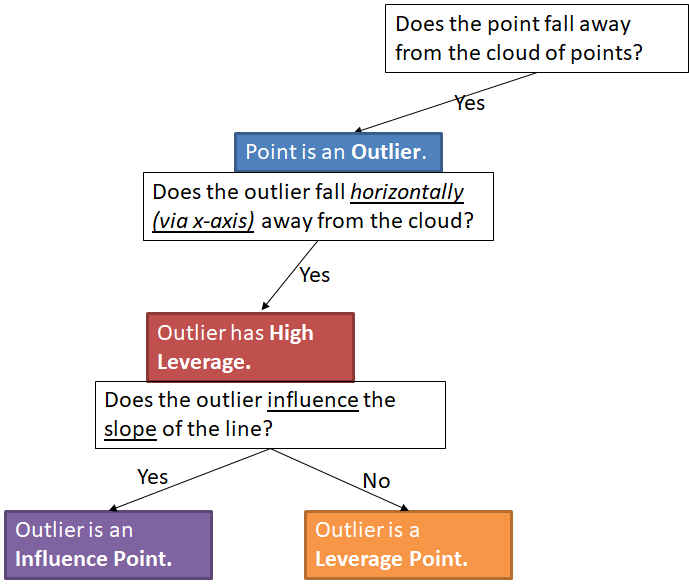 Does the point fall away
from the cloud of points?
Yes
Point is an Outlier.
Does the outlier fall horizontally
(via x-axis) away from the cloud?
Yes
Outlier has High
Leverage.
Does the outlier influence the
slope of the line?
Yes
No
Outlier is an
Influence Point.
Outlier is a
Leverage Point.